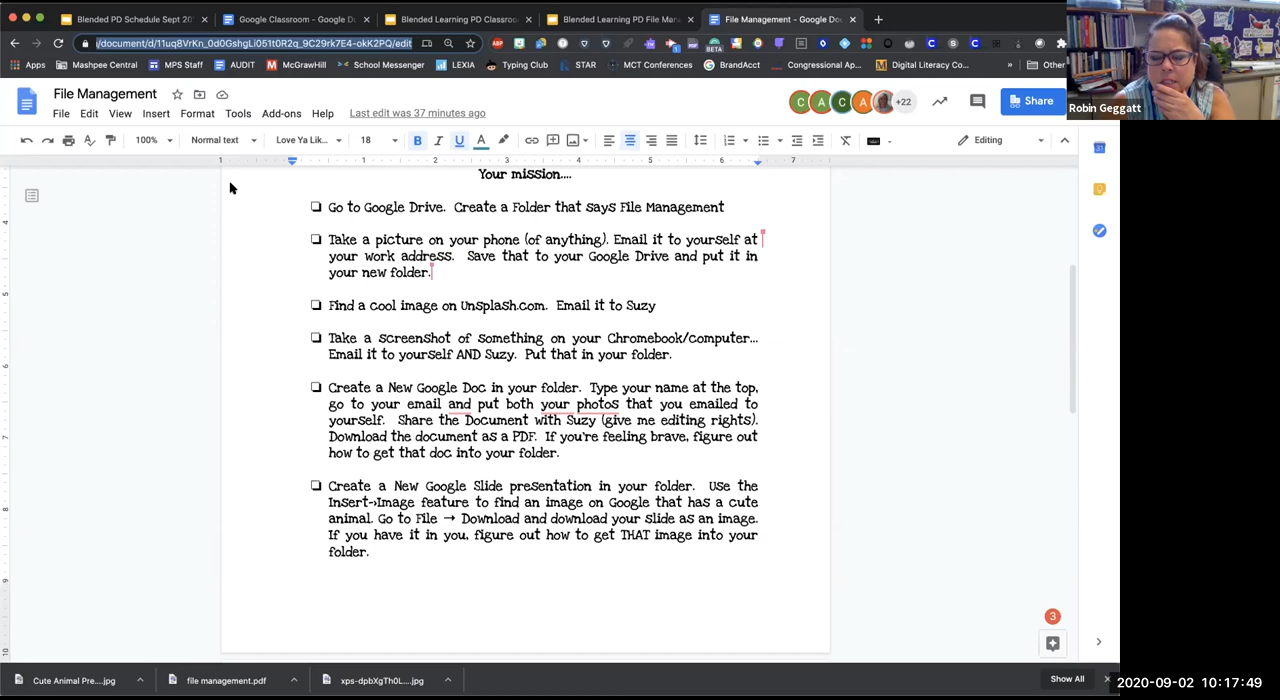 Blended PD Schedule Sept 20
Google Classroom - Google Do
Blended Learning PD Classroo
Blended Learning PD File Man
File Management - Google Doc
/document/d/11uq8VrKn_0d0GshgLi051t0R2q_9C29rk7E4-okK2PQ/edit
Apps
Mashpee Central
MPS Staff
AUDIT
McGrawHill
School Messenger
LEXIA
Typing Club
STAR
MCT Conferences
BrandAcct
Congressional Ap...
Digital Literacy Co...
»
Other
Robin Geggatt
File Management
File Edit View Insert Format Tools Add-ons Help Last edit was 37 minutes ago
+22
Share
100% Normal text Love Ya Lik... 18 B I U A Editing
1 1 2 3 4 5 6 7
Your mission....
Go to Google Drive. Create a Folder that says File Management
Take a picture on your phone (of anything). Email it to yourself at
your work address. Save that to your Google Drive and put it in
your new folder.
Find a cool image on Unsplash.com. Email it to Suzy
Take a screenshot of something on your Chromebook/computer...
Email it to yourself AND Suzy. Put that in your folder.
Create a New Google Doc in your folder. Type your name at the top,
go to your email and put both your photos that you emailed to
yourself. Share the Document with Suzy (give me editing rights).
Download the document as a PDF. If you're feeling brave, figure out
how to get that doc into your folder.
Create a New Google Slide presentation in your folder. Use the
Insert->Image feature to find an image on Google that has a cute
animal. Go to File → Download and download your slide as an image.
If you have it in you, figure out how to get THAT image into your
folder.
3
Cute Animal Pre....jpg
file management.pdf
xps-dpbXgTh0L....jpg
Show All
2020-09-02 10:17:49